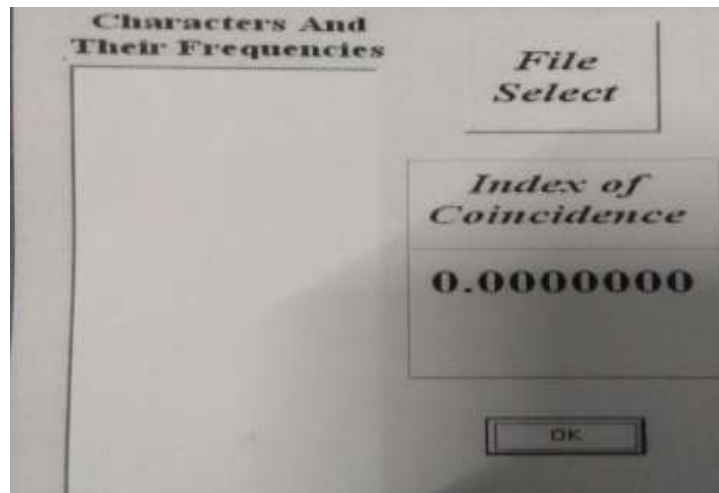 Characters And
Their Frequencies
File
Select
Index of
Coincidence
0.0000000
OK